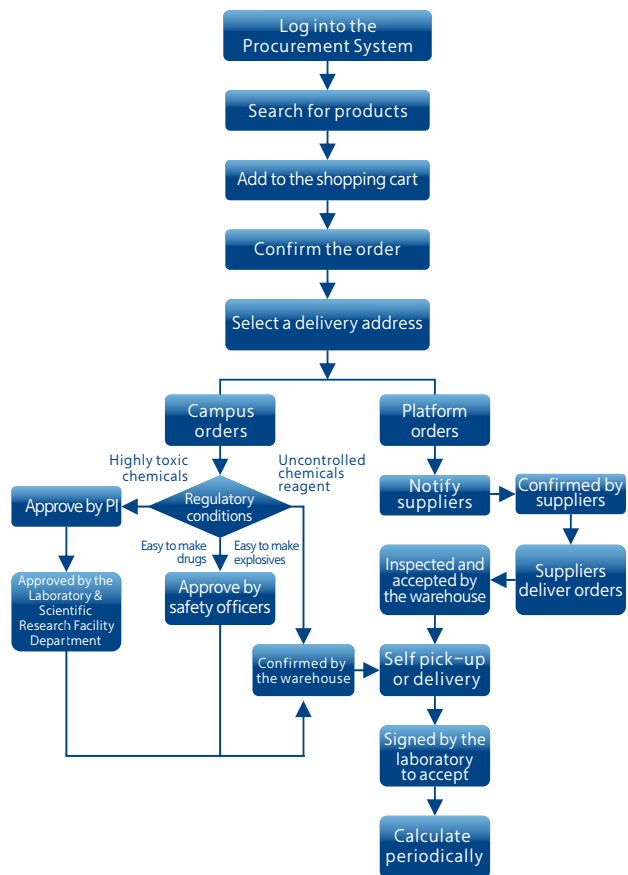 Log into the
Procurement System
Search for products
Add to the shopping cart
Confirm the order
Select a delivery address
Campus
orders
Platform
orders
Highly toxic
chemicals
Uncontrolled
chemicals
reagent
Regulatory
conditions
Notify
suppliers
Confirmed by
suppliers
Approve by PI
Easy to make
drugs
Easy to make
explosives
Approved by the
Laboratory &
Scientific
Research Facility
Department
Approve by
safety officers
Inspected and
accepted by
the warehouse
Suppliers
deliver orders
Confirmed by
the warehouse
Self pick-up
or delivery
Signed by the
laboratory
to accept
Calculate
periodically